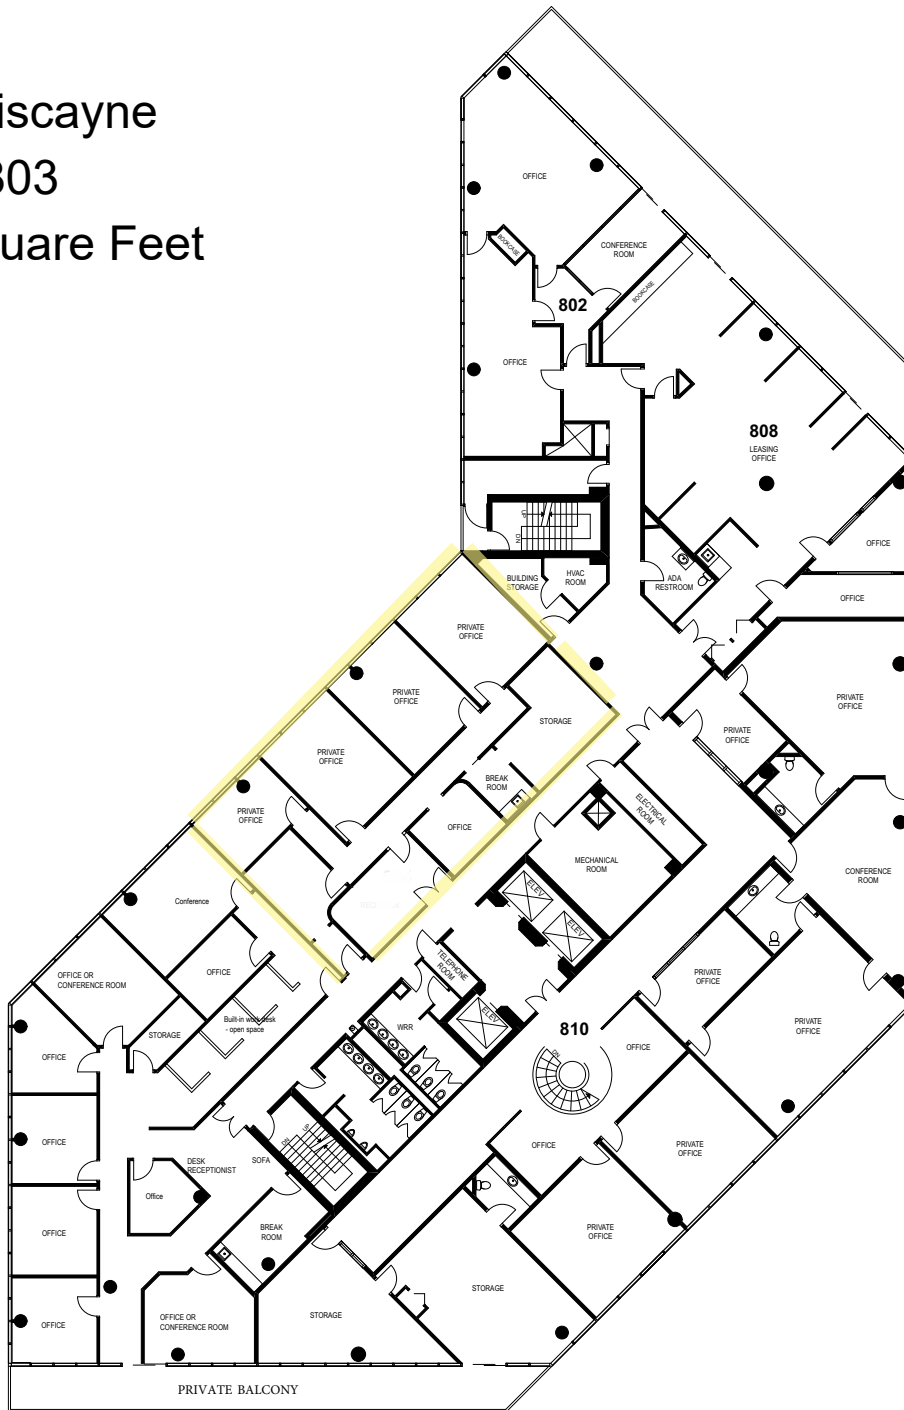 iscayne
803
uare Feet
OFFICE
BOOKCASE
CONFERENCE
ROOM
802
BOOKCASE
OFFICE
808
LEASING
OFFICE
UP
DN
OFFICE
BUILDING
STORAGE
HVAC
ROOM
ADA
RESTROOM
OFFICE
PRIVATE
OFFICE
PRIVATE
OFFICE
PRIVATE
OFFICE
STORAGE
PRIVATE
OFFICE
PRIVATE
OFFICE
BREAK
ROOM
ELECTRICAL
ROOM
PRIVATE
OFFICE
OFFICE
MECHANICAL
ROOM
CONFERENCE
ROOM
ELEV
ELEV
Conference
TELEPHONE
ROOM
OFFICE
OFFICE OR
CONFERENCE ROOM
PRIVATE
OFFICE
ELEV
Built-in work desk
- open space
WRR
810
PRIVATE
OFFICE
STORAGE
OFFICE
DN
OFFICE
UP
DN
OFFICE
OFFICE
PRIVATE
OFFICE
DESK
RECEPTIONIST
SOFA
Office
BREAK
ROOM
PRIVATE
OFFICE
OFFICE
STORAGE
OFFICE
OFFICE OR
CONFERENCE ROOM
STORAGE
PRIVATE BALCONY